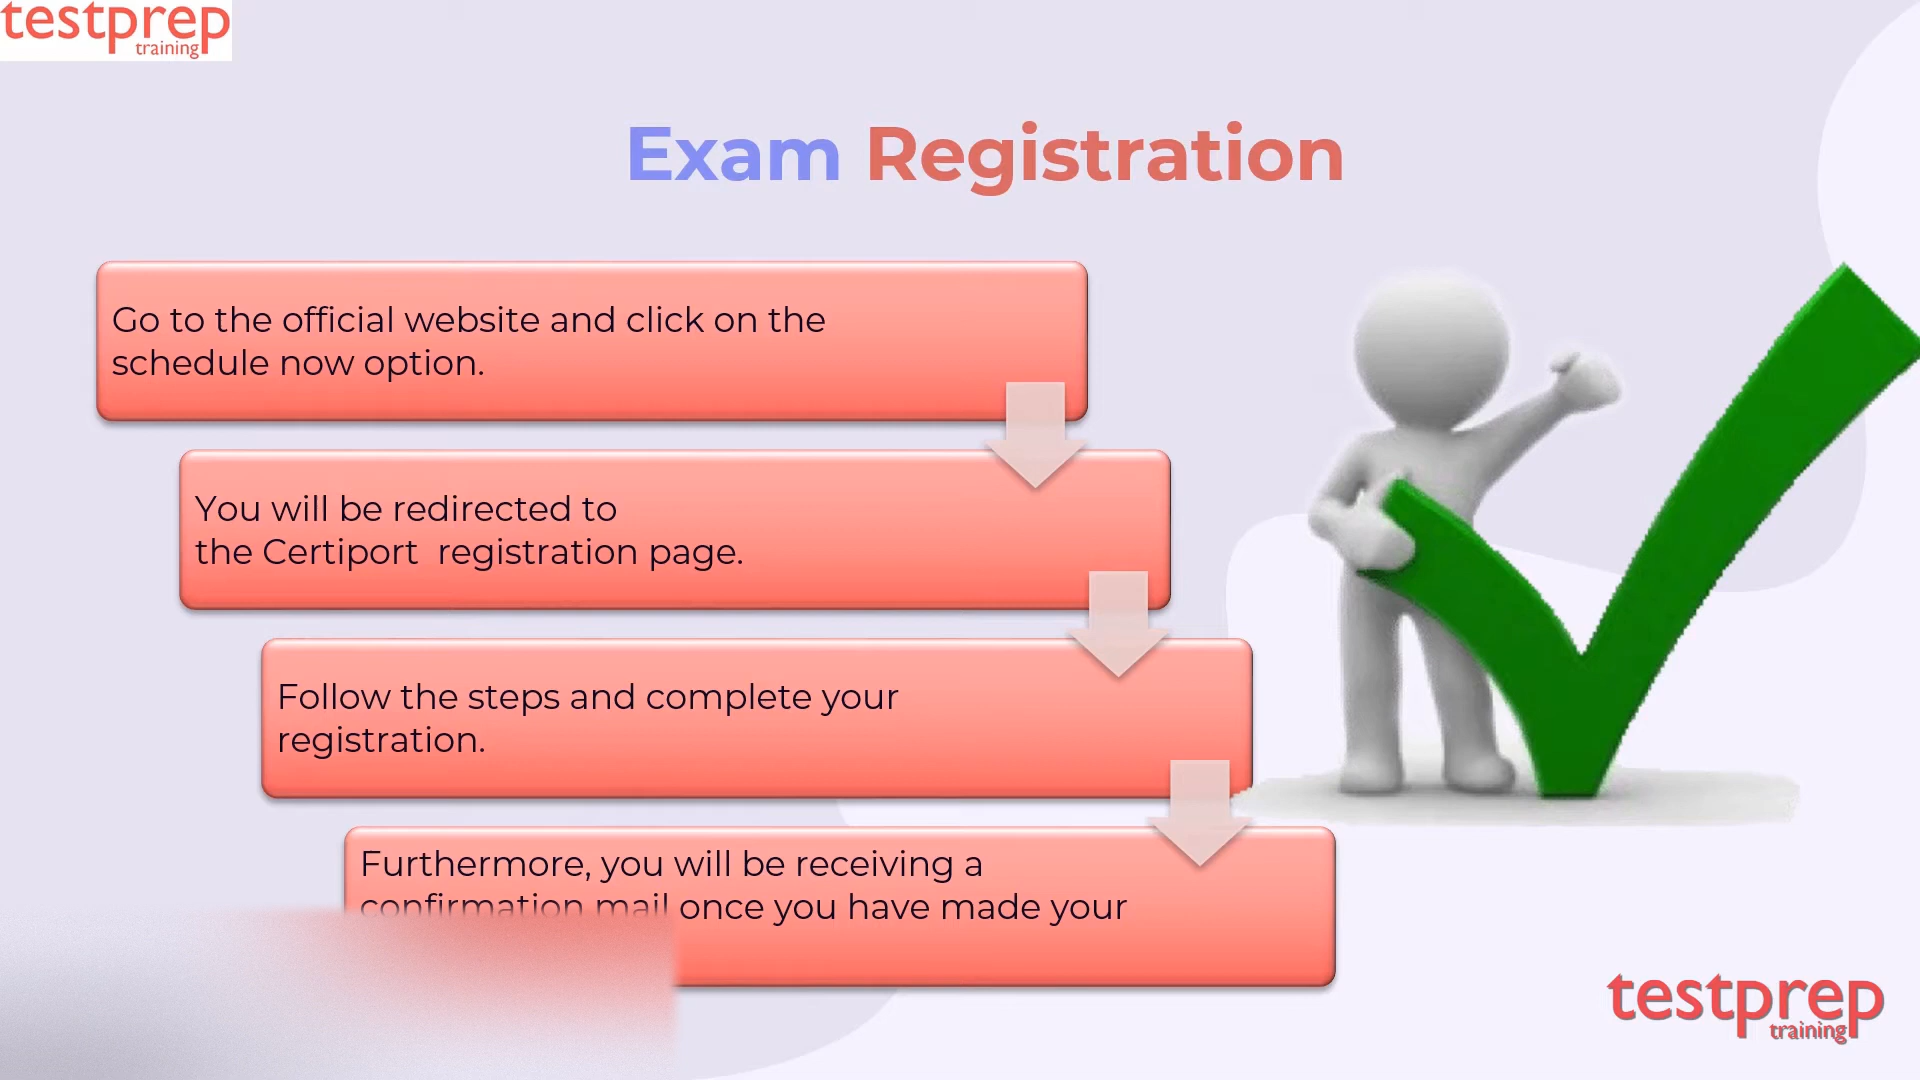 testprep
training
Exam Registration
Go to the official website and click on the
schedule now option.
You will be redirected to
the Certiport registration page.
Follow the steps and complete your
registration.
Furthermore, you will be receiving a
confirmation mail once you have made your
testprep
training